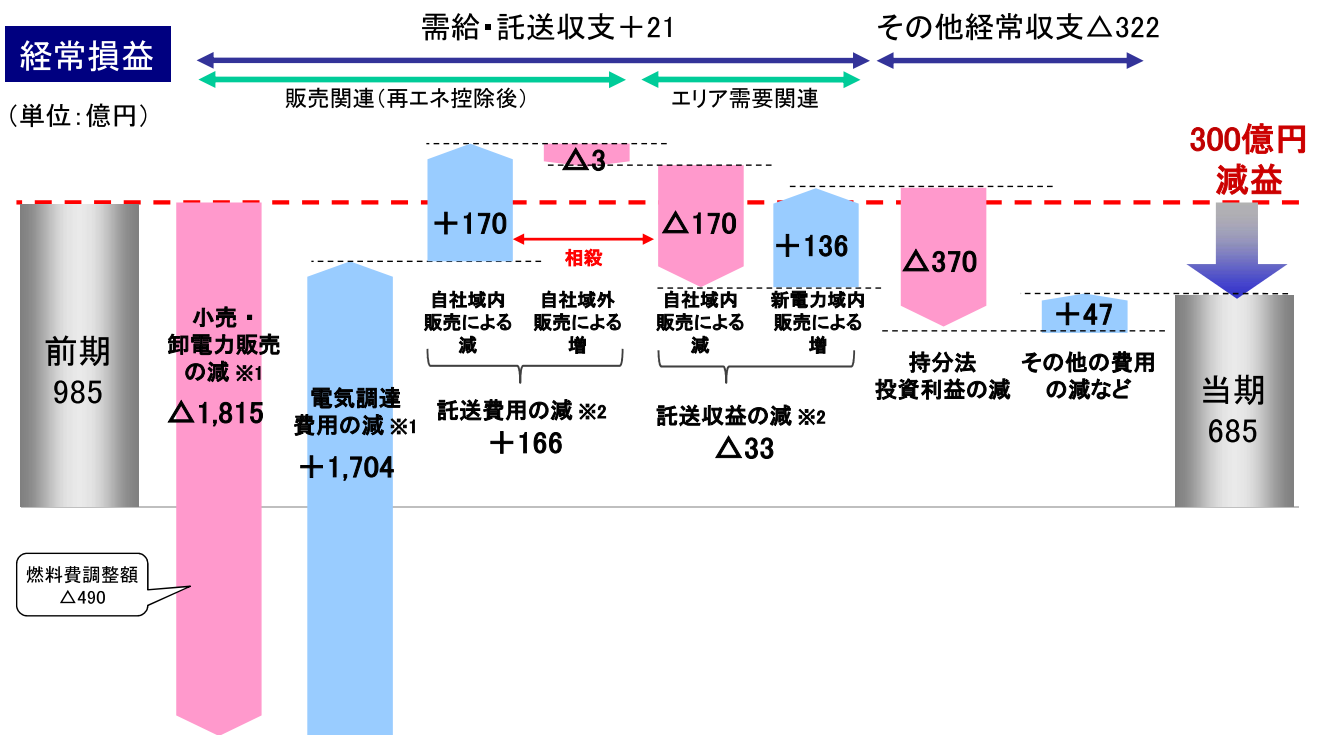 経常損益
(単位:億円)
需給・託送収支+21
その他経常収支△322
販売関連(再エネ控除後)
エリア需要関連
300億円
減益
前期
985
小売・
卸電力販売
の減 ※1
△1,815
燃料費調整額
△490
電気調達
費用の減 ※1
+1,704
+170
自社域内
販売による
減
△3
自社域外
販売による
増
相殺
託送費用の減 ※2
+166
△170
自社域内
販売による
減
+136
新電力域内
販売による
増
託送収益の減 ※2
△33
△370
持分法
投資利益の減
+47
その他の費用
の減など
当期
685